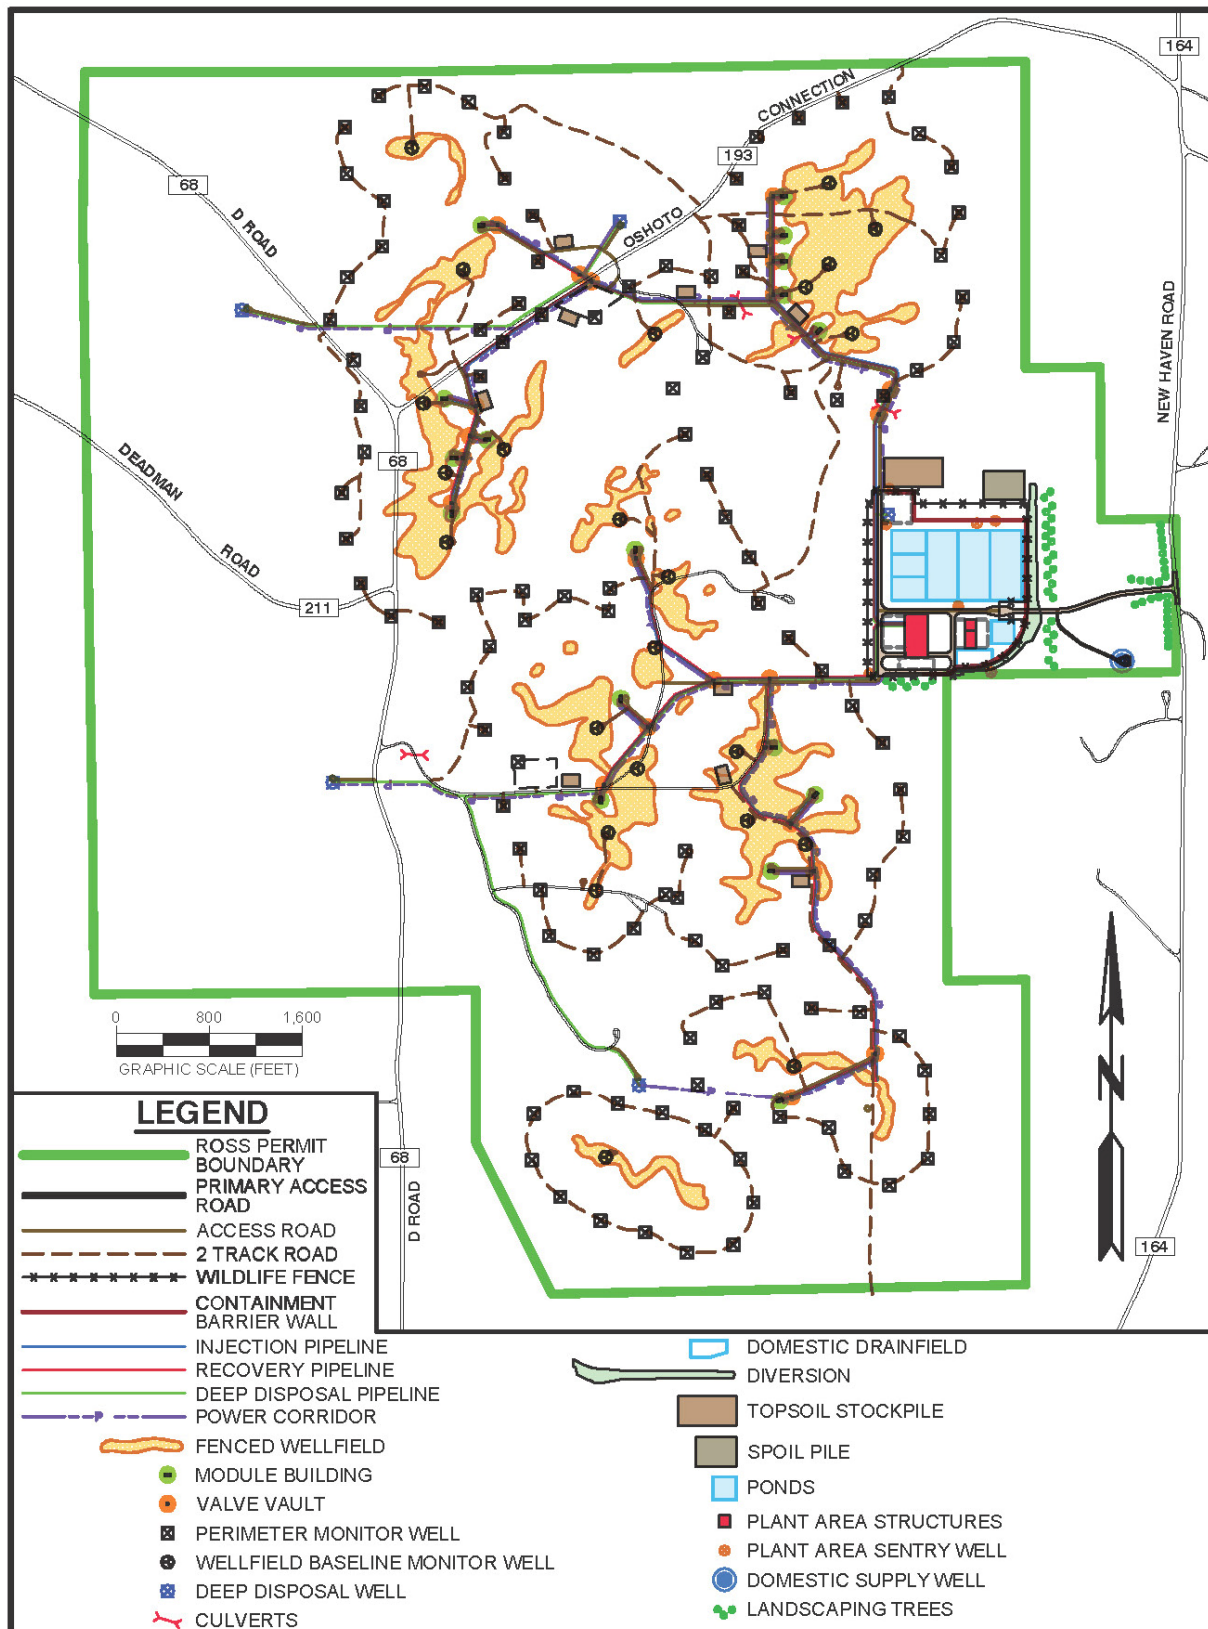 164
CONNECTION
193
68
D ROAD
OSHOTO
NEW HAVEN ROAD
DEADMAN
ROAD
68
211
0 800 1,600
GRAPHIC SCALE (FEET)
N
68
D ROAD
164
LEGEND
ROSS PERMIT
BOUNDARY
PRIMARY ACCESS
ROAD
ACCESS ROAD
2 TRACK ROAD
WILDLIFE FENCE
CONTAINMENT
BARRIER WALL
INJECTION PIPELINE
RECOVERY PIPELINE
DEEP DISPOSAL PIPELINE
POWER CORRIDOR
FENCED WELLFIELD
MODULE BUILDING
VALVE VAULT
PERIMETER MONITOR WELL
WELLFIELD BASELINE MONITOR WELL
DEEP DISPOSAL WELL
CULVERTS
DOMESTIC DRAINFIELD
DIVERSION
TOPSOIL STOCKPILE
SPOIL PILE
PONDS
PLANT AREA STRUCTURES
PLANT AREA SENTRY WELL
DOMESTIC SUPPLY WELL
LANDSCAPING TREES